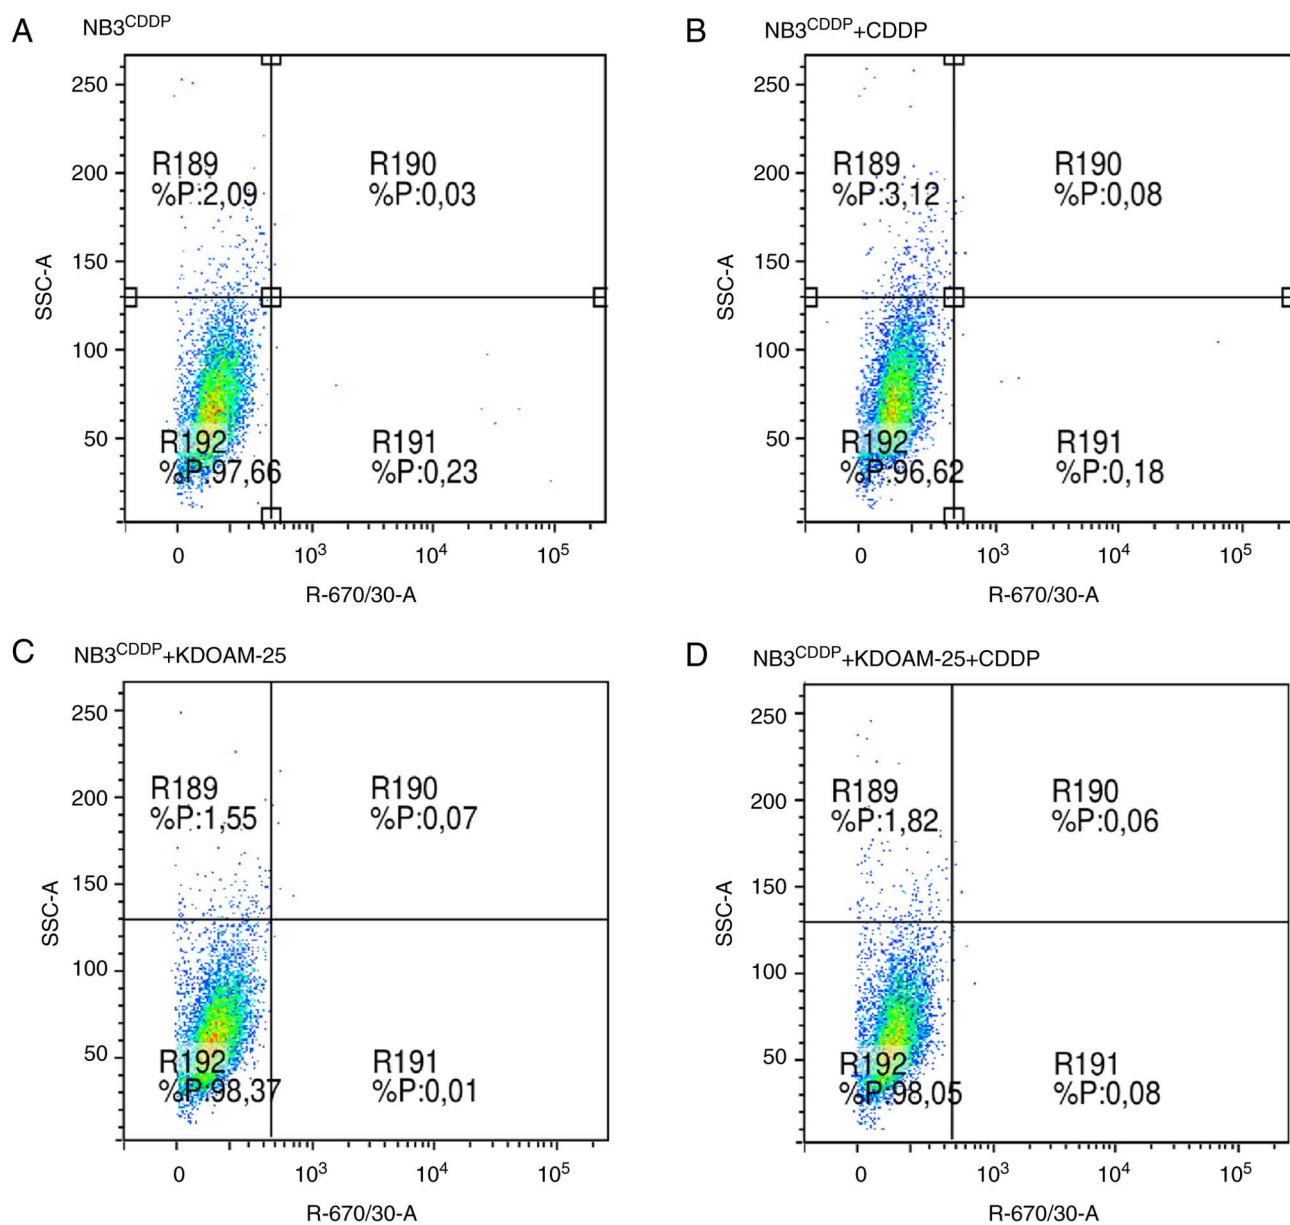 A
NB3CDDP
250
200
150
100
50
SSC-A
R189
%P:2,09
R190
%P:0,03
R192
%P:97,66
R191
%P:0,23
0
10³
10⁴
10⁵
R-670/30-A
B
NB3CDDP+CDDP
250
200
150
100
50
SSC-A
R189
%P:3,12
R190
%P:0,08
R192
%P:96,62
R191
%P:0,18
0
10³
10⁴
10⁵
R-670/30-A
C
NB3CDDP+KDOAM-25
250
200
150
100
50
SSC-A
R189
%P:1,55
R190
%P:0,07
R192
%P:98,37
R191
%P:0,01
0
10³
10⁴
10⁵
R-670/30-A
D
NB3CDDP+KDOAM-25+CDDP
250
200
150
100
50
SSC-A
R189
%P:1,82
R190
%P:0,06
R192
%P:98,05
R191
%P:0,08
0
10³
10⁴
10⁵
R-670/30-A